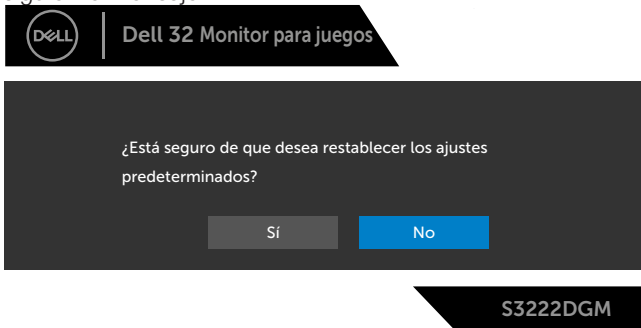 DELL
Dell 32 Monitor para juegos
¿Está seguro de que desea restablecer los ajustes
predeterminados?
Sí
No
S3222DGM